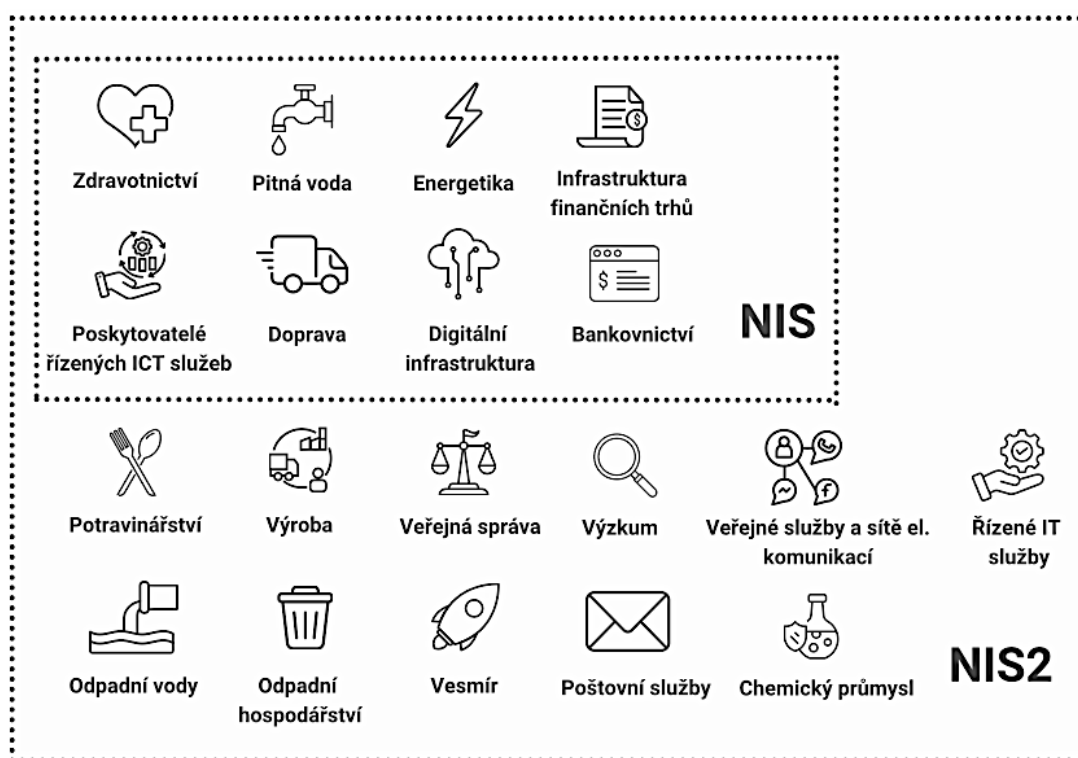 Zdravotnictví
Pitná voda
Energetika
Infrastruktura
finančních trhů
Poskytovatelé
řízených ICT služeb
Doprava
Digitální
infrastruktura
$
Bankovnictví
NIS
Potravinářství
Výroba
Veřejná správa
Výzkum
Veřejné služby a sítě el.
komunikací
Řízené IT
služby
Odpadní vody
Odpadní
hospodářství
Vesmír
Poštovní služby
Chemický průmysl
NIS2